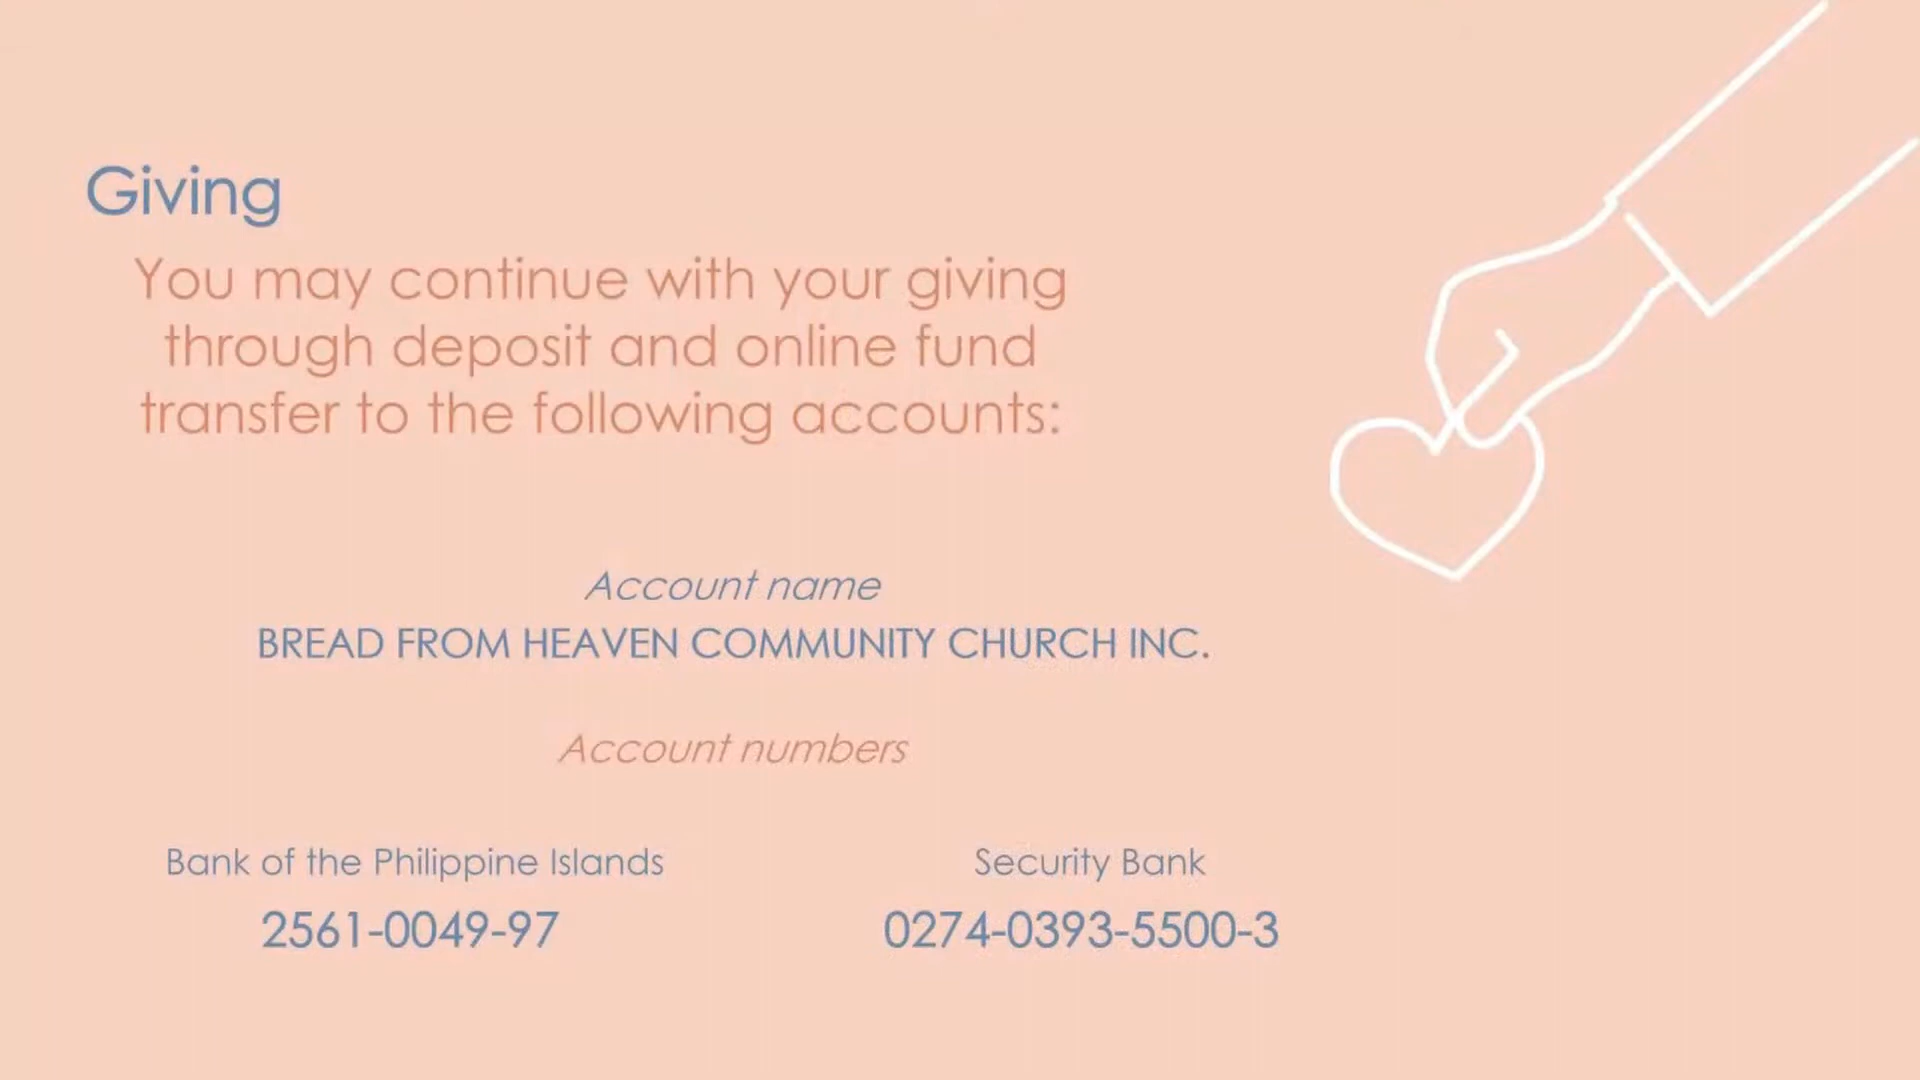 Giving
You may continue with your giving
through deposit and online fund
transfer to the following accounts:
Account name
BREAD FROM HEAVEN COMMUNITY CHURCH INC.
Account numbers
Bank of the Philippine Islands
2561-0049-97
Security Bank
0274-0393-5500-3